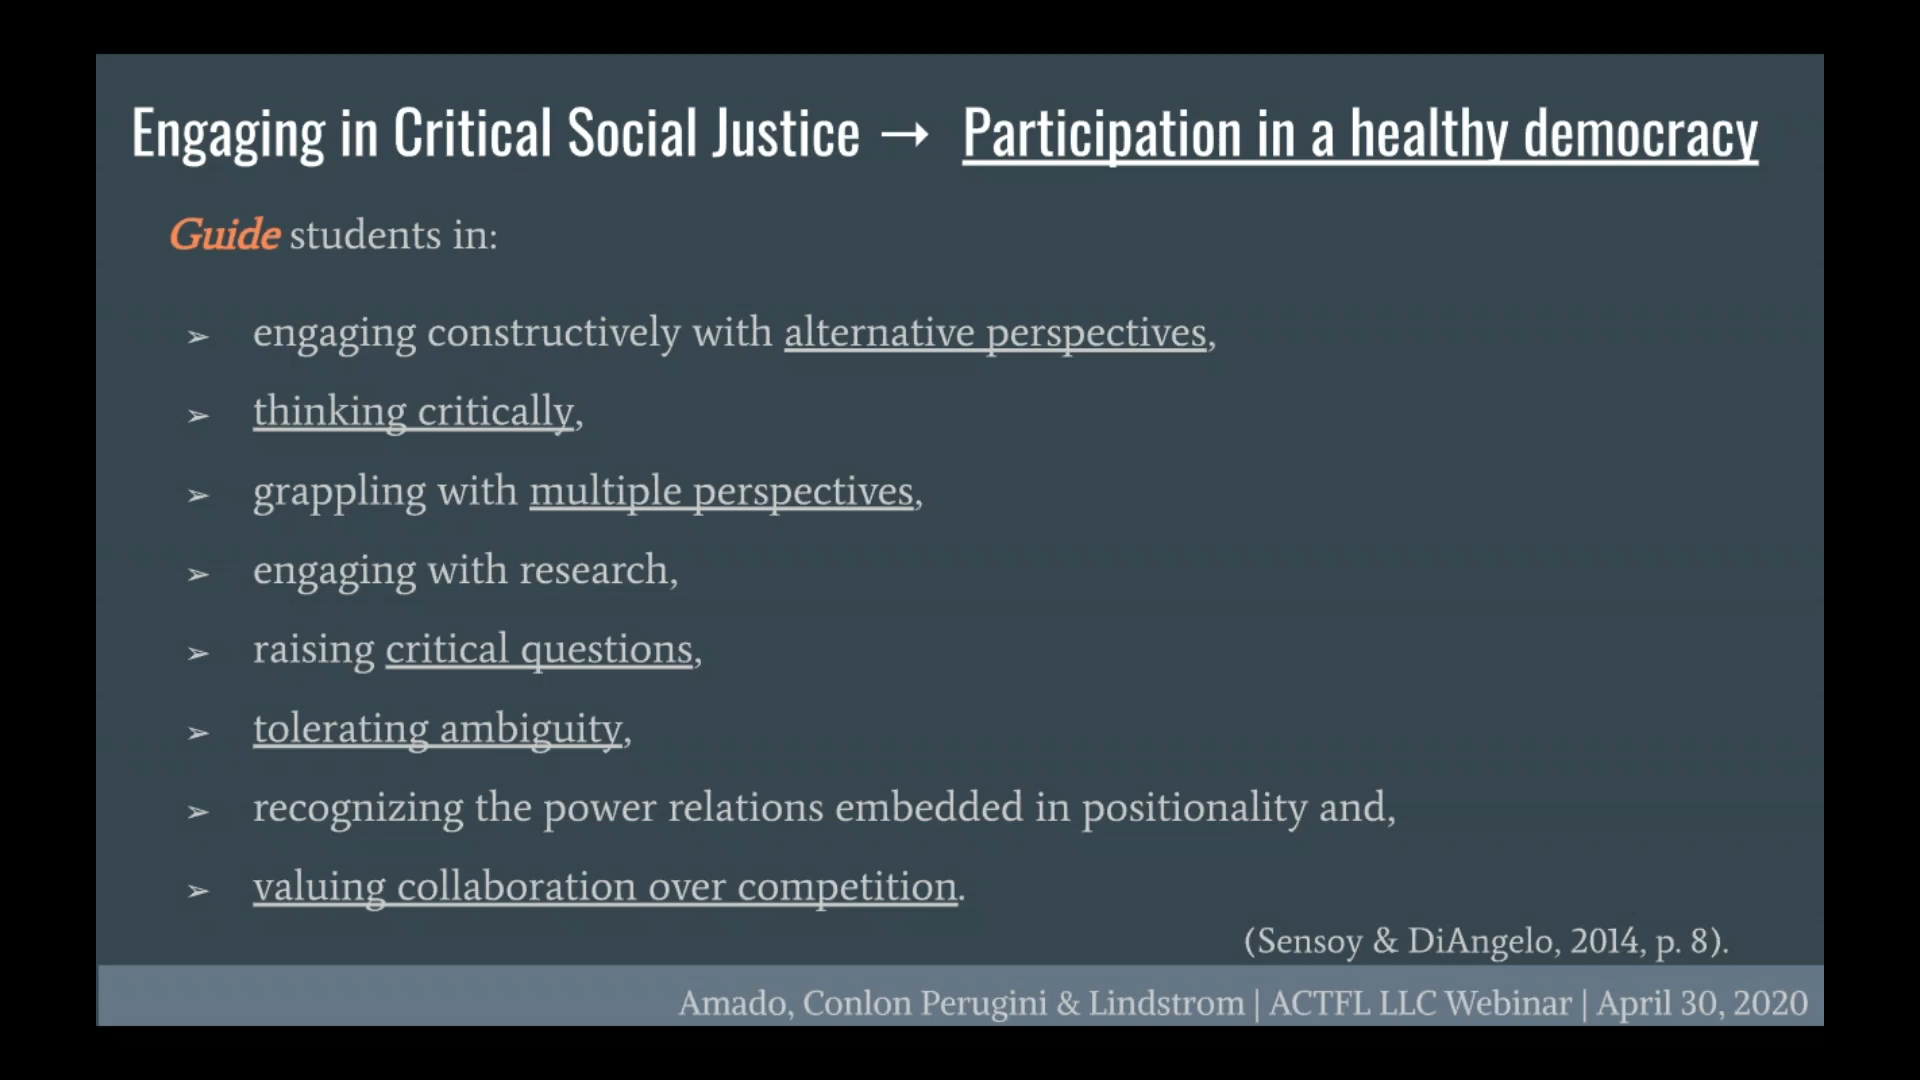 Engaging in Critical Social Justice → Participation in a healthy democracy
Guide students in:
➢ engaging constructively with alternative perspectives,
➢ thinking critically,
➢ grappling with multiple perspectives,
➢ engaging with research,
➢ raising critical questions,
➢ tolerating ambiguity,
➢ recognizing the power relations embedded in positionality and,
➢ valuing collaboration over competition.
(Sensoy & DiAngelo, 2014, p. 8).
Amado, Conlon Perugini & Lindstrom | ACTFL LLC Webinar | April 30, 2020